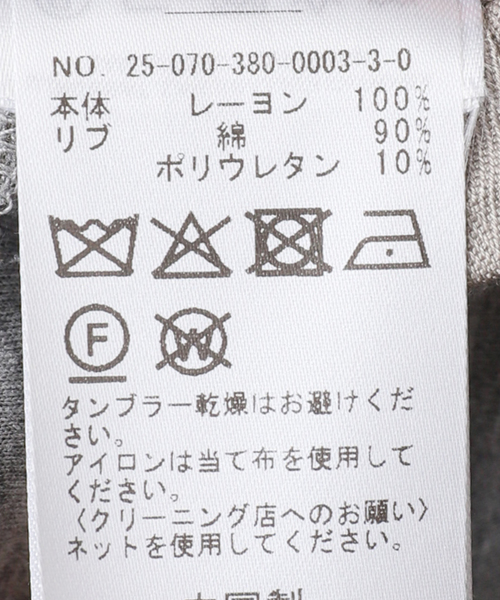 NO. 25-070-380-0003-3-0
本体 レーヨン 100%
リブ 綿 90%
ポリウレタン 10%
F W
タンブラー乾燥はお避けくだ
さい。
アイロンは当て布を使用して
ください。
〈クリーニング店へのお願い〉
ネットを使用してください。